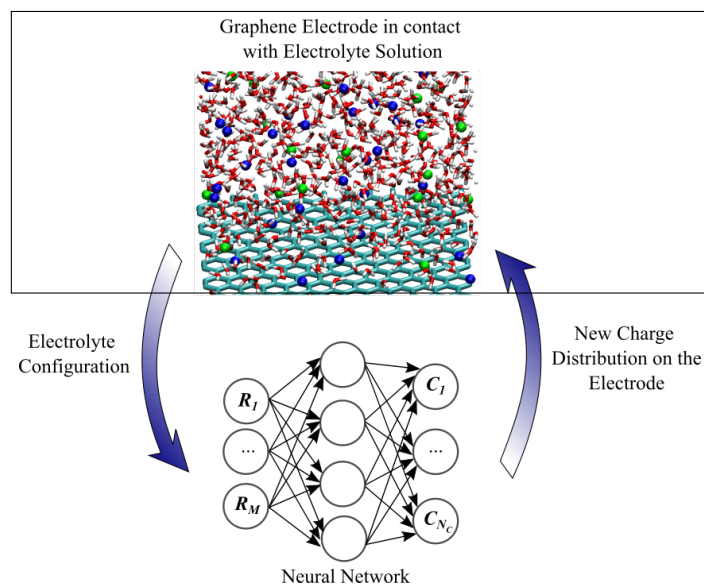 Graphene Electrode in contact
with Electrolyte Solution
Electrolyte
Configuration
New Charge
Distribution on the
Electrode
R1
...
RM
C1
...
CNC
Neural Network